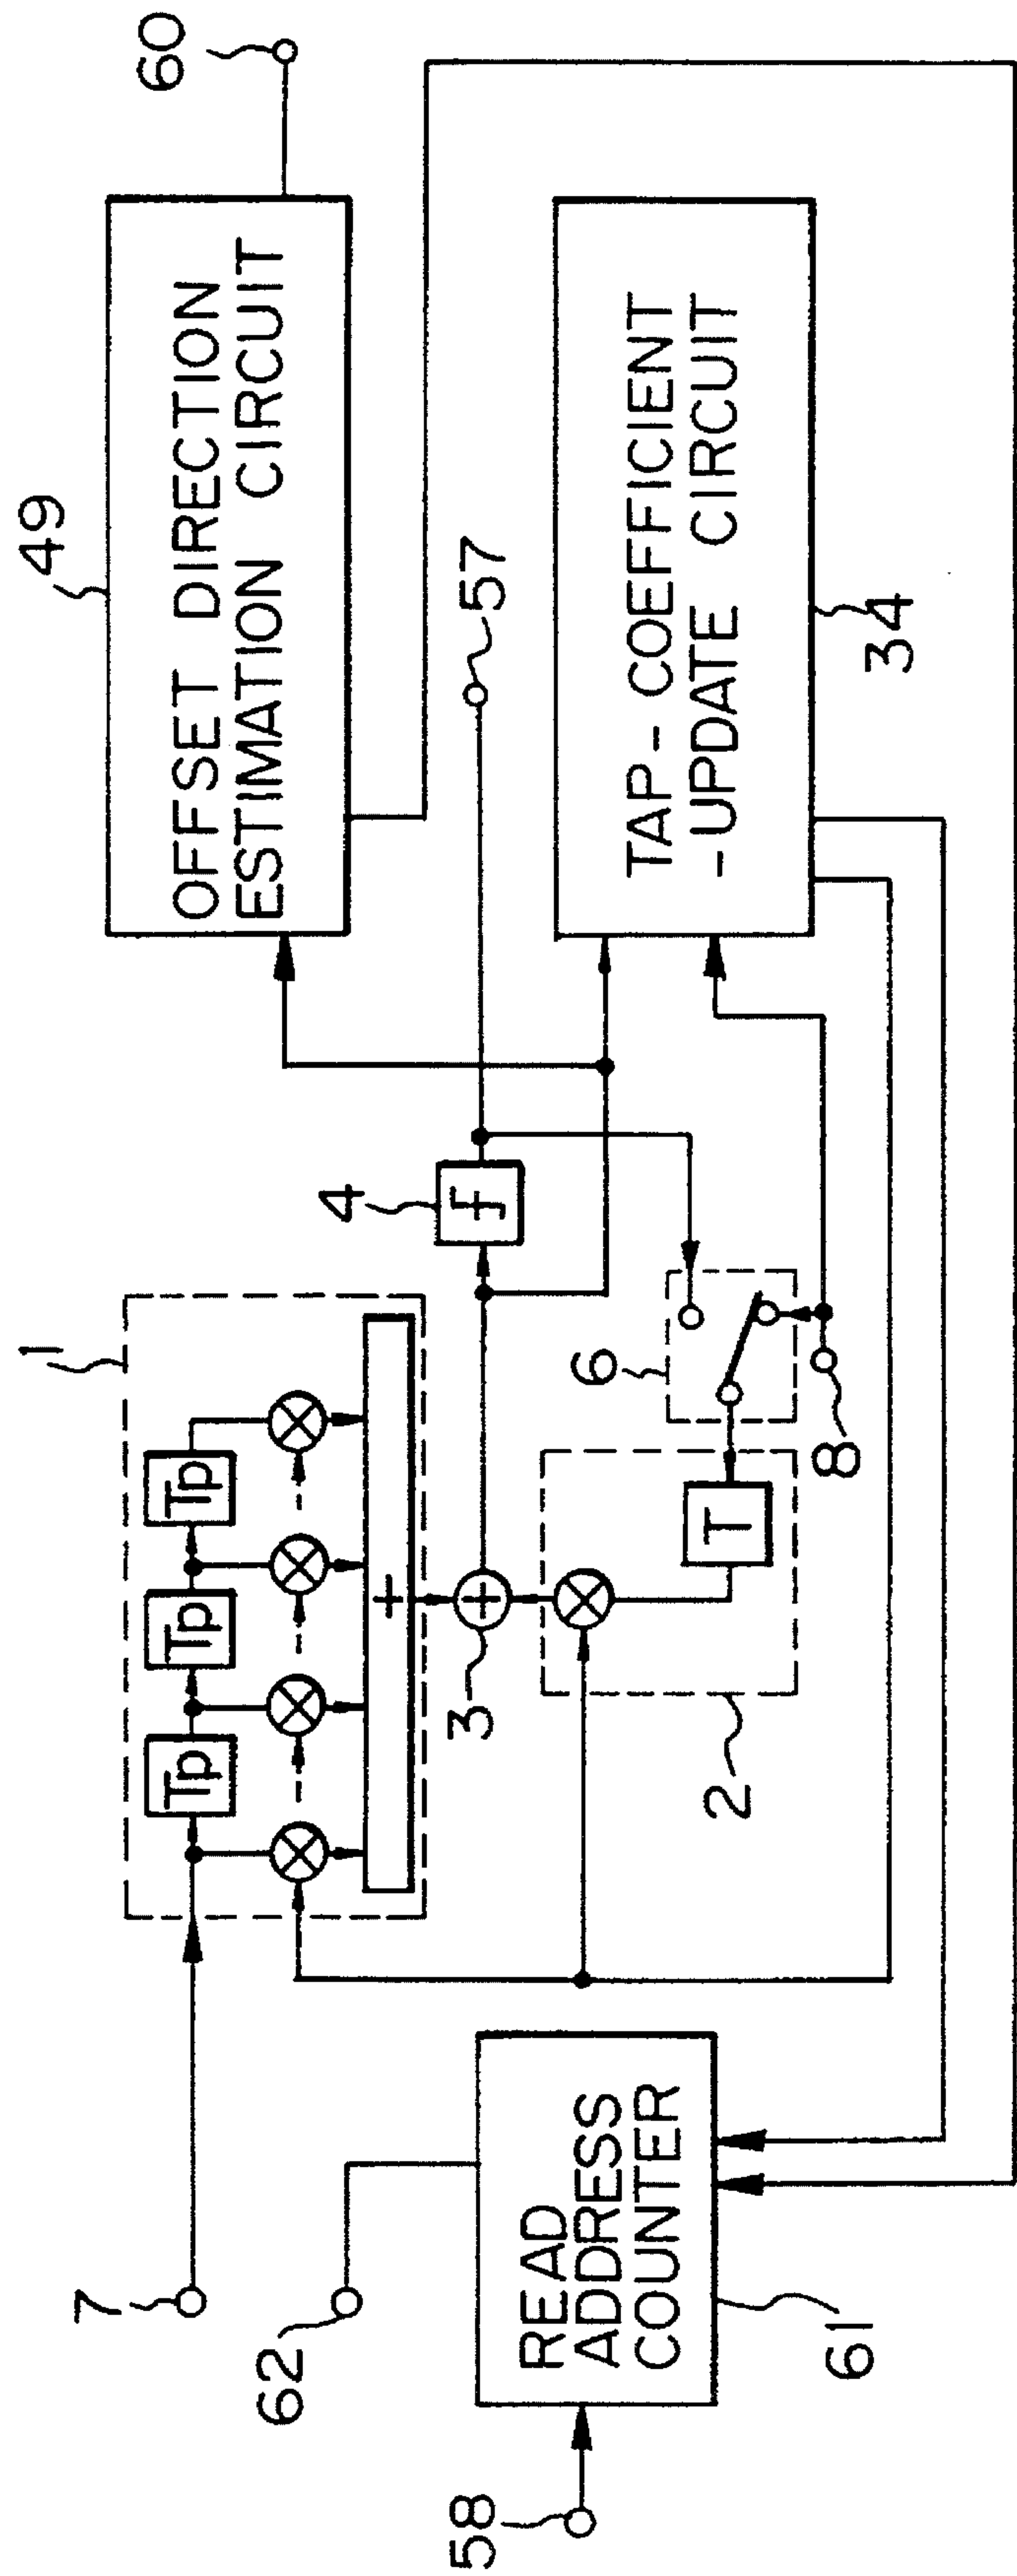 49
60
OFFSET DIRECTION
ESTIMATION CIRCUIT
1
7
Tp
Tp
Tp
62
+
4
f
57
3
+
READ
ADDRESS
COUNTER
58
61
2
T
6
8
TAP-COEFFICIENT
-UPDATE CIRCUIT
34